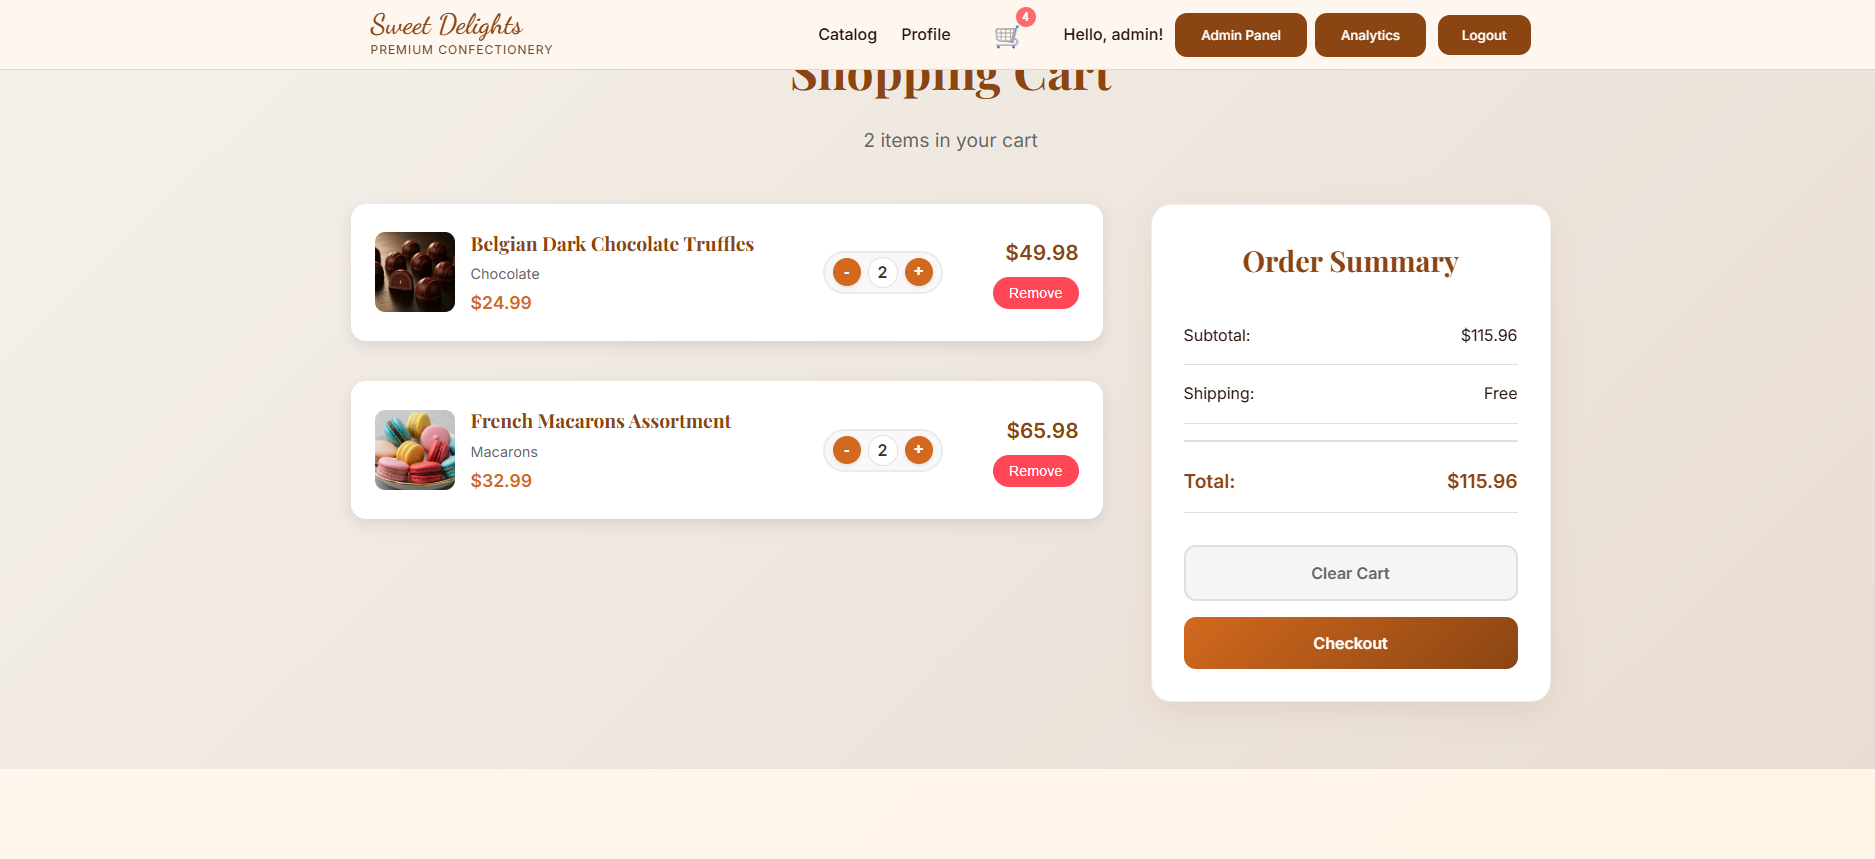 Sweet Delights
PREMIUM CONFECTIONERY
Catalog
Profile
4
Hello, admin!
Admin Panel
Analytics
Logout
Shopping Cart
2 items in your cart
Belgian Dark Chocolate Truffles
Chocolate
$24.99
- 2 +
$49.98
Remove
French Macarons Assortment
Macarons
$32.99
- 2 +
$65.98
Remove
Order Summary
Subtotal: $115.96
Shipping: Free
Total: $115.96
Clear Cart
Checkout